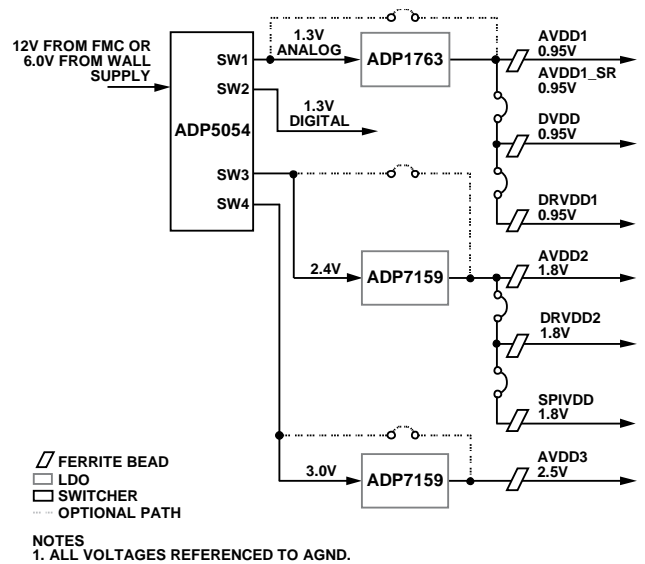 12V FROM FMC OR
6.0V FROM WALL
SUPPLY
ADP5054
SW1
SW2
SW3
SW4
1.3V
ANALOG
ADP1763
AVDD1
0.95V
AVDD1_SR
0.95V
1.3V
DIGITAL
DVDD
0.95V
DRVDD1
0.95V
2.4V
ADP7159
AVDD2
1.8V
DRVDD2
1.8V
SPIVDD
1.8V
3.0V
ADP7159
AVDD3
2.5V
FERRITE BEAD
LDO
SWITCHER
OPTIONAL PATH
NOTES
1. ALL VOLTAGES REFERENCED TO AGND.